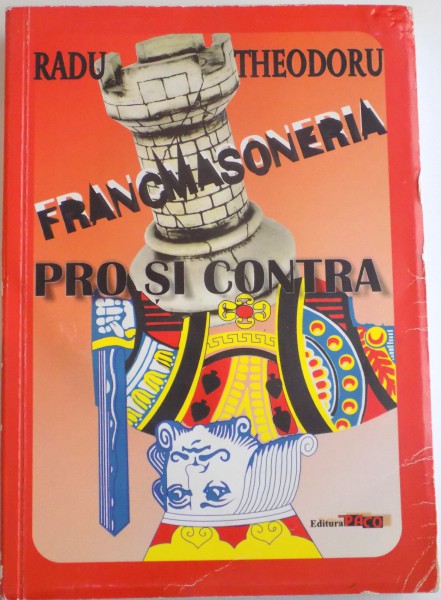 RADU THEODORU
FRANCMASONERIA
PRO ȘI CONTRA
Editura PACO